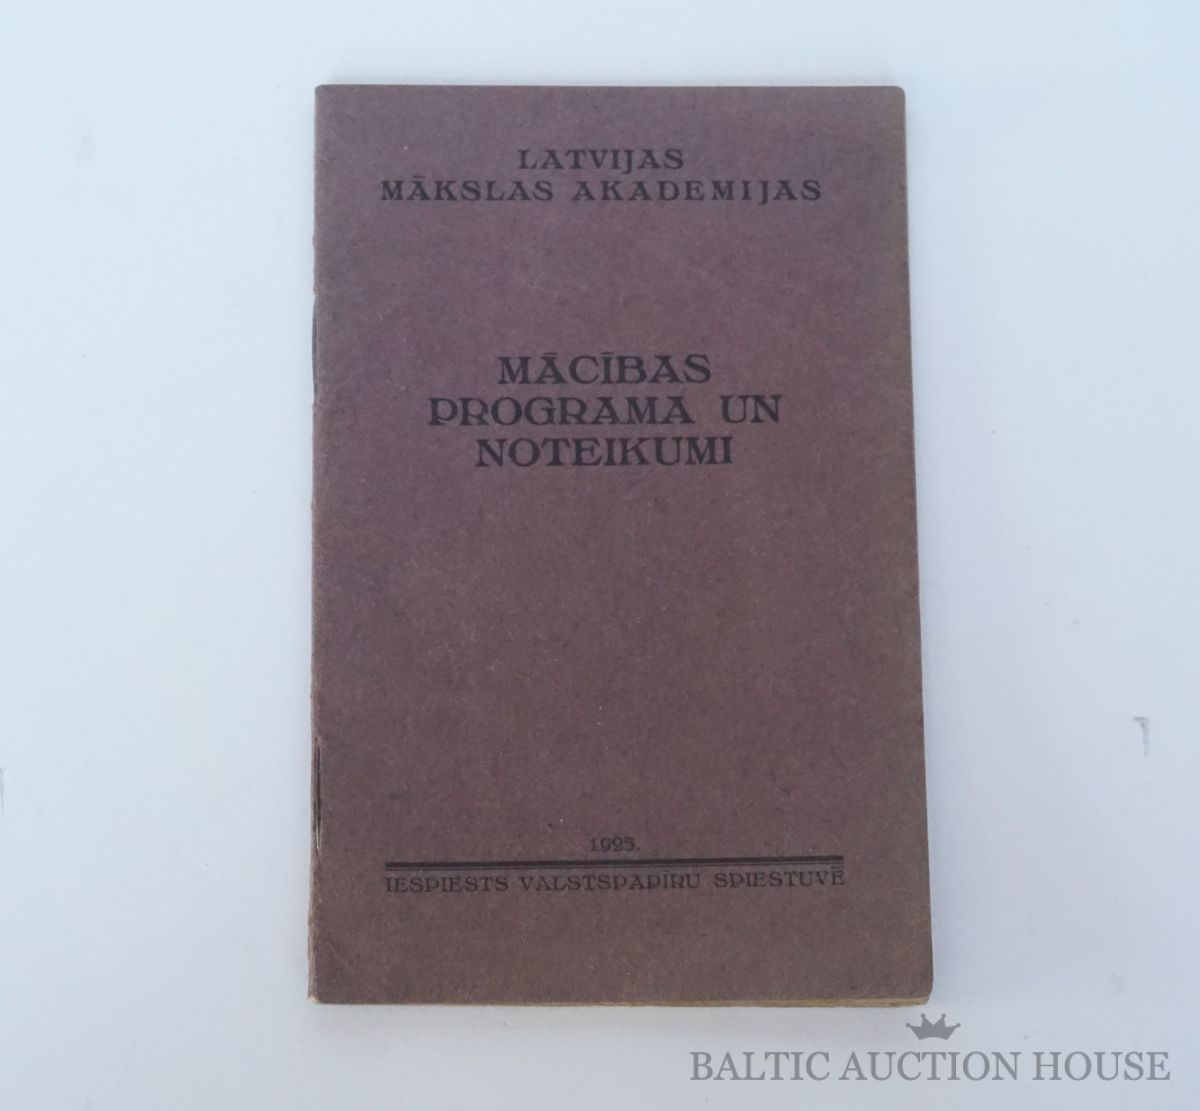 LATVIJAS
MĀKSLAS AKADEMIJAS
MĀCĪBAS
PROGRAMA UN
NOTEIKUMI
1925.
IESPIESTS VALSTSPAPĪRU SPIESTUVĒ
BALTIC AUCTION HOUSE